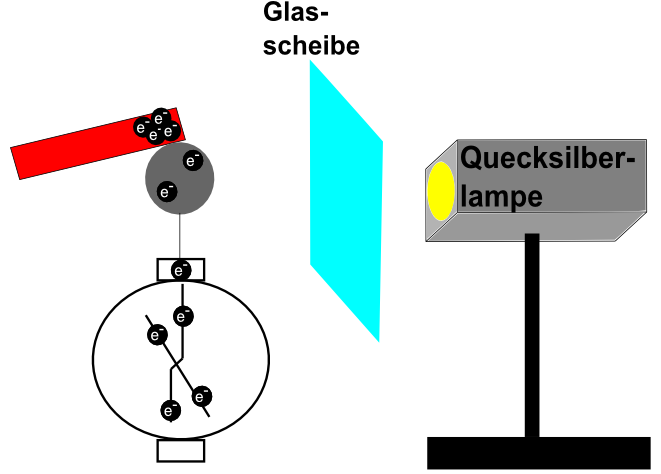 Glas-
scheibe
Quecksilber-
lampe
e⁻
e⁻
e⁻
e⁻
e⁻
e⁻
e⁻
e⁻
e⁻
e⁻
e⁻